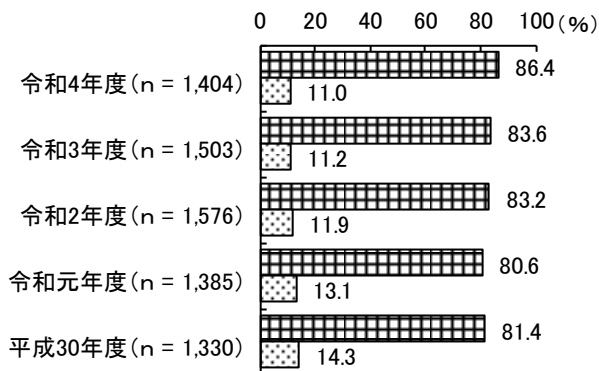 0 20 40 60 80 100(%)
令和4年度(n = 1,404) 86.4
11.0
令和3年度(n = 1,503) 83.6
11.2
令和2年度(n = 1,576) 83.2
11.9
令和元年度(n = 1,385) 80.6
13.1
平成30年度(n = 1,330) 81.4
14.3